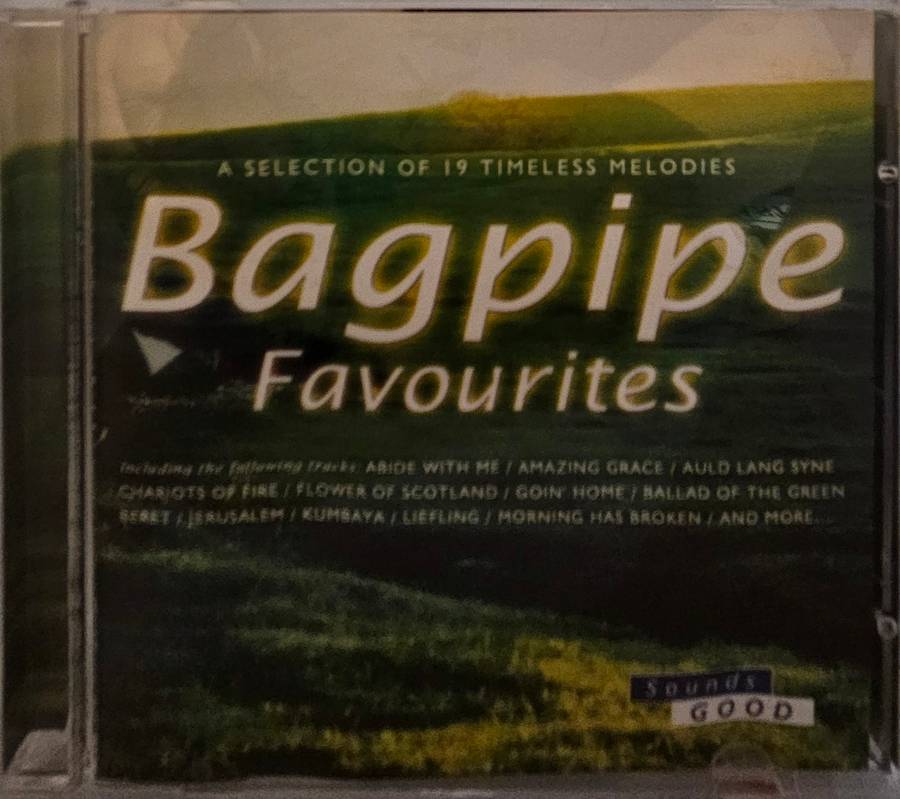 A SELECTION OF 19 TIMELESS MELODIES
Bagpipe
Favourites
Including the following tracks: ABIDE WITH ME / AMAZING GRACE / AULD LANG SYNE
CHARIOTS OF FIRE / FLOWER OF SCOTLAND / GOIN' HOME / BALLAD OF THE GREEN
BERET / JERUSALEM / KUMBAYA / LIEFLING / MORNING HAS BROKEN / AND MORE...
Sounds
GOOD